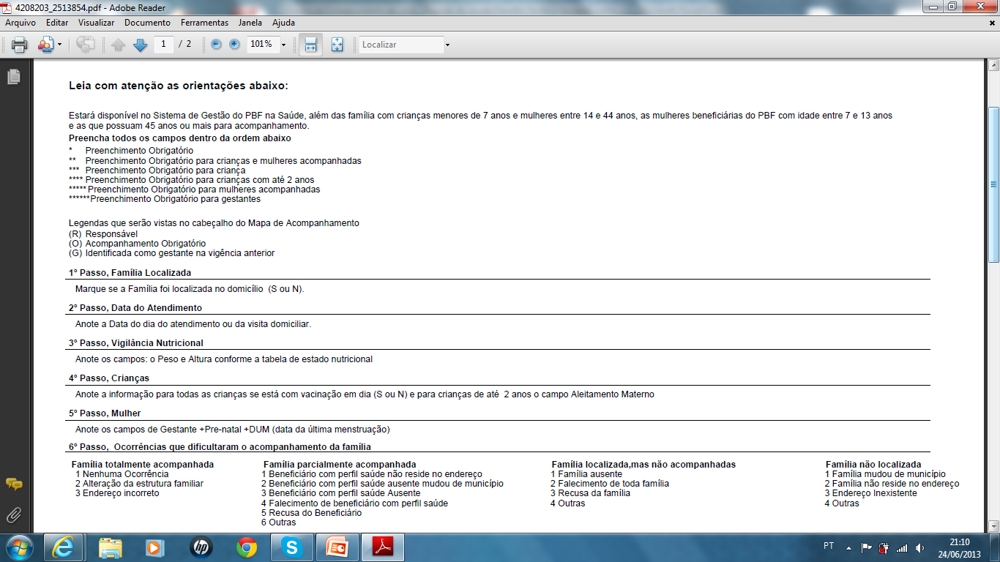 4208203_2513854.pdf - Adobe Reader
Arquivo Editar Visualizar Documento Ferramentas Janela Ajuda
1 / 2 101% Localizar
Leia com atenção as orientações abaixo:
Estará disponível no Sistema de Gestão do PBF na Saúde, além das família com crianças menores de 7 anos e mulheres entre 14 e 44 anos, as mulheres beneficiárias do PBF com idade entre 7 e 13 anos
e as que possuam 45 anos ou mais para acompanhamento.
Preencha todos os campos dentro da ordem abaixo
* Preenchimento Obrigatório
** Preenchimento Obrigatório para crianças e mulheres acompanhadas
*** Preenchimento Obrigatório para criança
**** Preenchimento Obrigatório para crianças com até 2 anos
***** Preenchimento Obrigatório para mulheres acompanhadas
******Preenchimento Obrigatório para gestantes
Legendas que serão vistas no cabeçalho do Mapa de Acompanhamento
(R) Responsável
(O) Acompanhamento Obrigatório
(G) Identificada como gestante na vigência anterior
1º Passo, Família Localizada
Marque se a Família foi localizada no domicílio (S ou N).
2º Passo, Data do Atendimento
Anote a Data do dia do atendimento ou da visita domiciliar.
3º Passo, Vigilância Nutricional
Anote os campos: o Peso e Altura conforme a tabela de estado nutricional
4º Passo, Crianças
Anote a informação para todas as crianças se está com vacinação em dia (S ou N) e para crianças de até 2 anos o campo Aleitamento Materno
5º Passo, Mulher
Anote os campos de Gestante +Pre-natal +DUM (data da última menstruação)
6º Passo, Ocorrências que dificultaram o acompanhamento da família
Família totalmente acompanhada
1 Nenhuma Ocorrência
2 Alteração da estrutura familiar
3 Endereço incorreto
Família parcialmente acompanhada
1 Beneficiário com perfil saúde não reside no endereço
2 Beneficiário com perfil saúde ausente mudou de município
3 Beneficiário com perfil saúde Ausente
4 Falecimento de beneficiário com perfil saúde
5 Recusa do Beneficiário
6 Outras
Família localizada,mas não acompanhadas
1 Família ausente
2 Falecimento de toda família
3 Recusa da família
4 Outras
Família não localizada
1 Família mudou de município
2 Família não reside no endereço
3 Endereço Inexistente
4 Outras
PT
21:10
24/06/2013